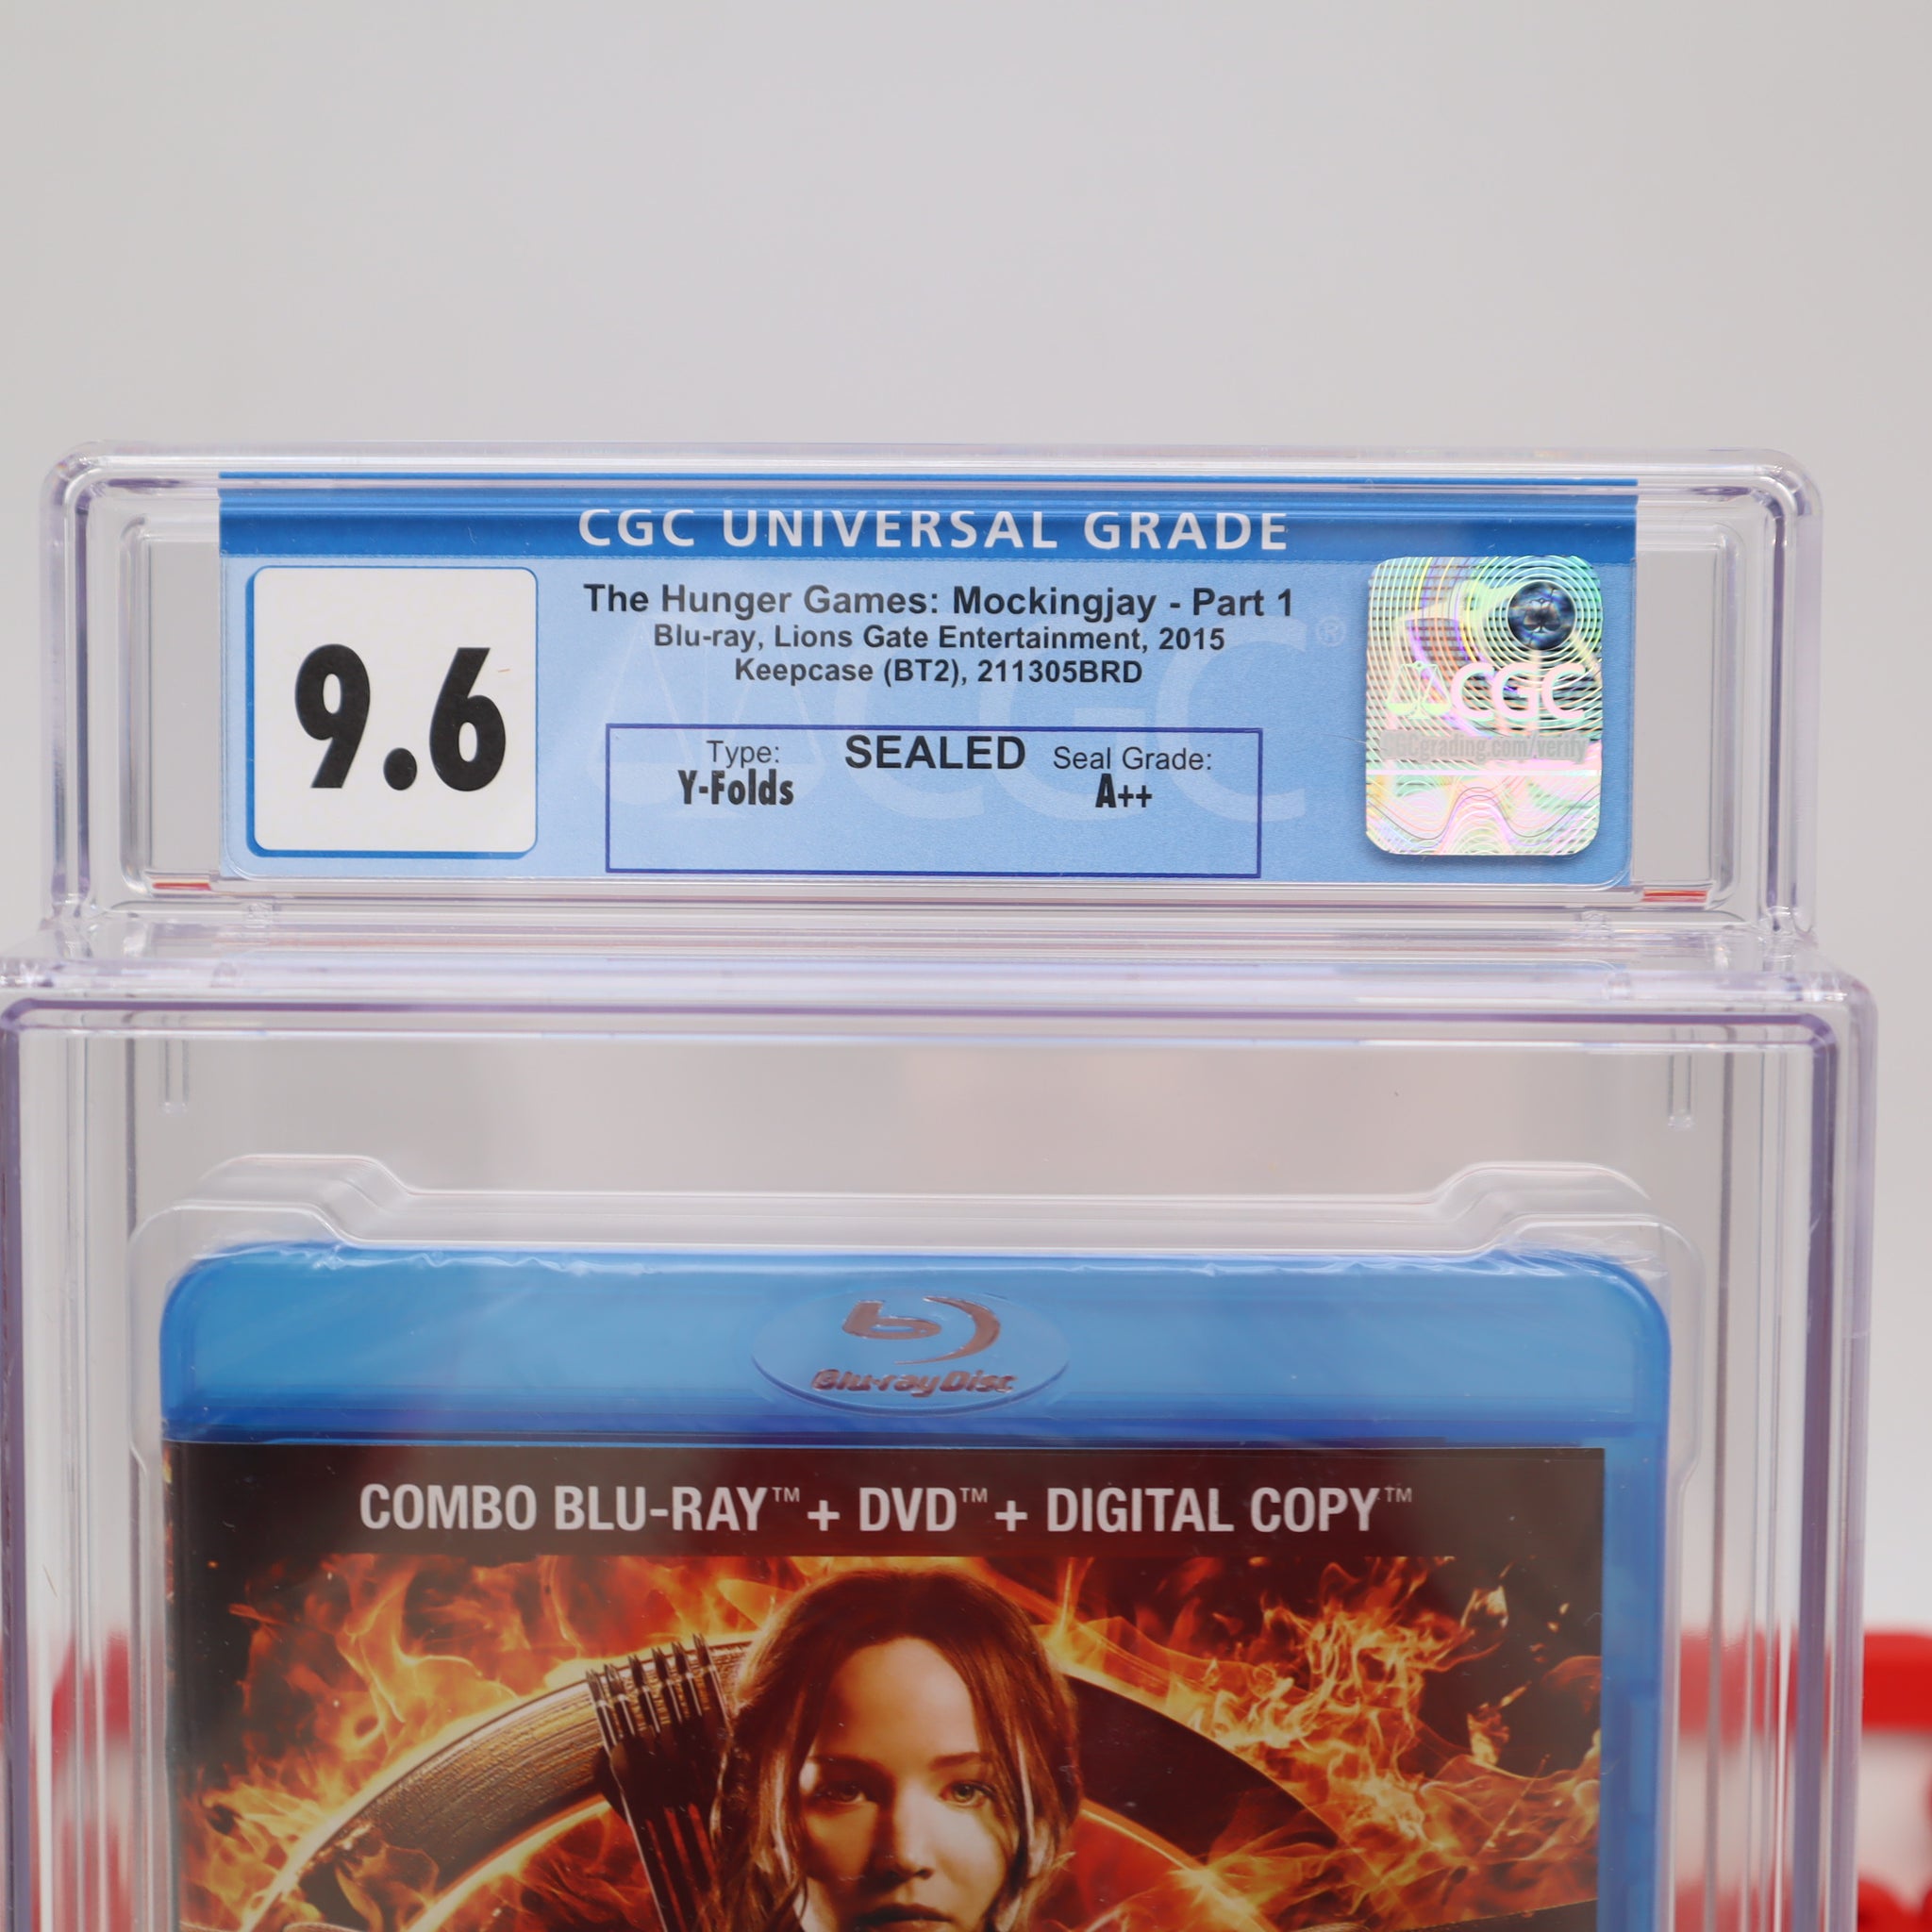 CGC UNIVERSAL GRADE
9.6
The Hunger Games: Mockingjay - Part 1
Blu-ray, Lions Gate Entertainment, 2015
Keepcase (BT2), 211305BRD
CGC®
Type: SEALED Seal Grade:
Y-Folds A++
CGC
CGCgrading.com/verify
Blu-ray Disc
COMBO BLU-RAY™ + DVD™ + DIGITAL COPY™